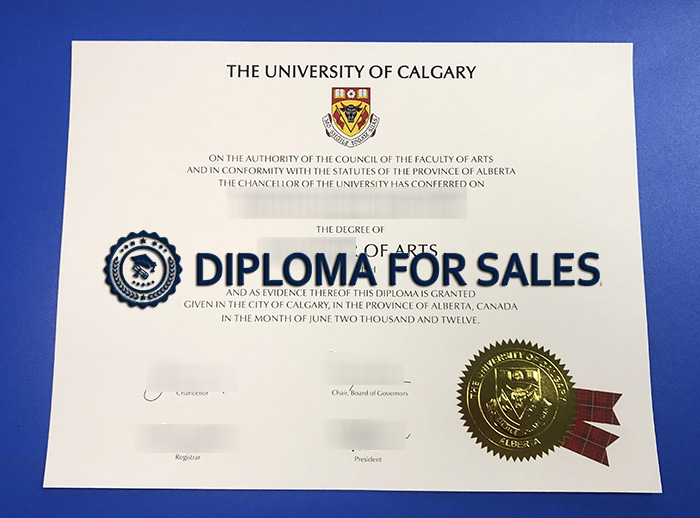 THE UNIVERSITY OF CALGARY
ON THE AUTHORITY OF THE COUNCIL OF THE FACULTY OF ARTS
AND IN CONFORMITY WITH THE STATUTES OF THE PROVINCE OF ALBERTA
THE CHANCELLOR OF THE UNIVERSITY HAS CONFERRED ON
THE DEGREE OF
OF ARTS
DIPLOMA FOR SALES
AND AS EVIDENCE THEREOF THIS DIPLOMA IS GRANTED
GIVEN IN THE CITY OF CALGARY, IN THE PROVINCE OF ALBERTA, CANADA
IN THE MONTH OF JUNE TWO THOUSAND AND TWELVE.
Chancellor
Chair, Board of Governors
Registrar
President
THE UNIVERSITY OF CALGARY
ALBERTA